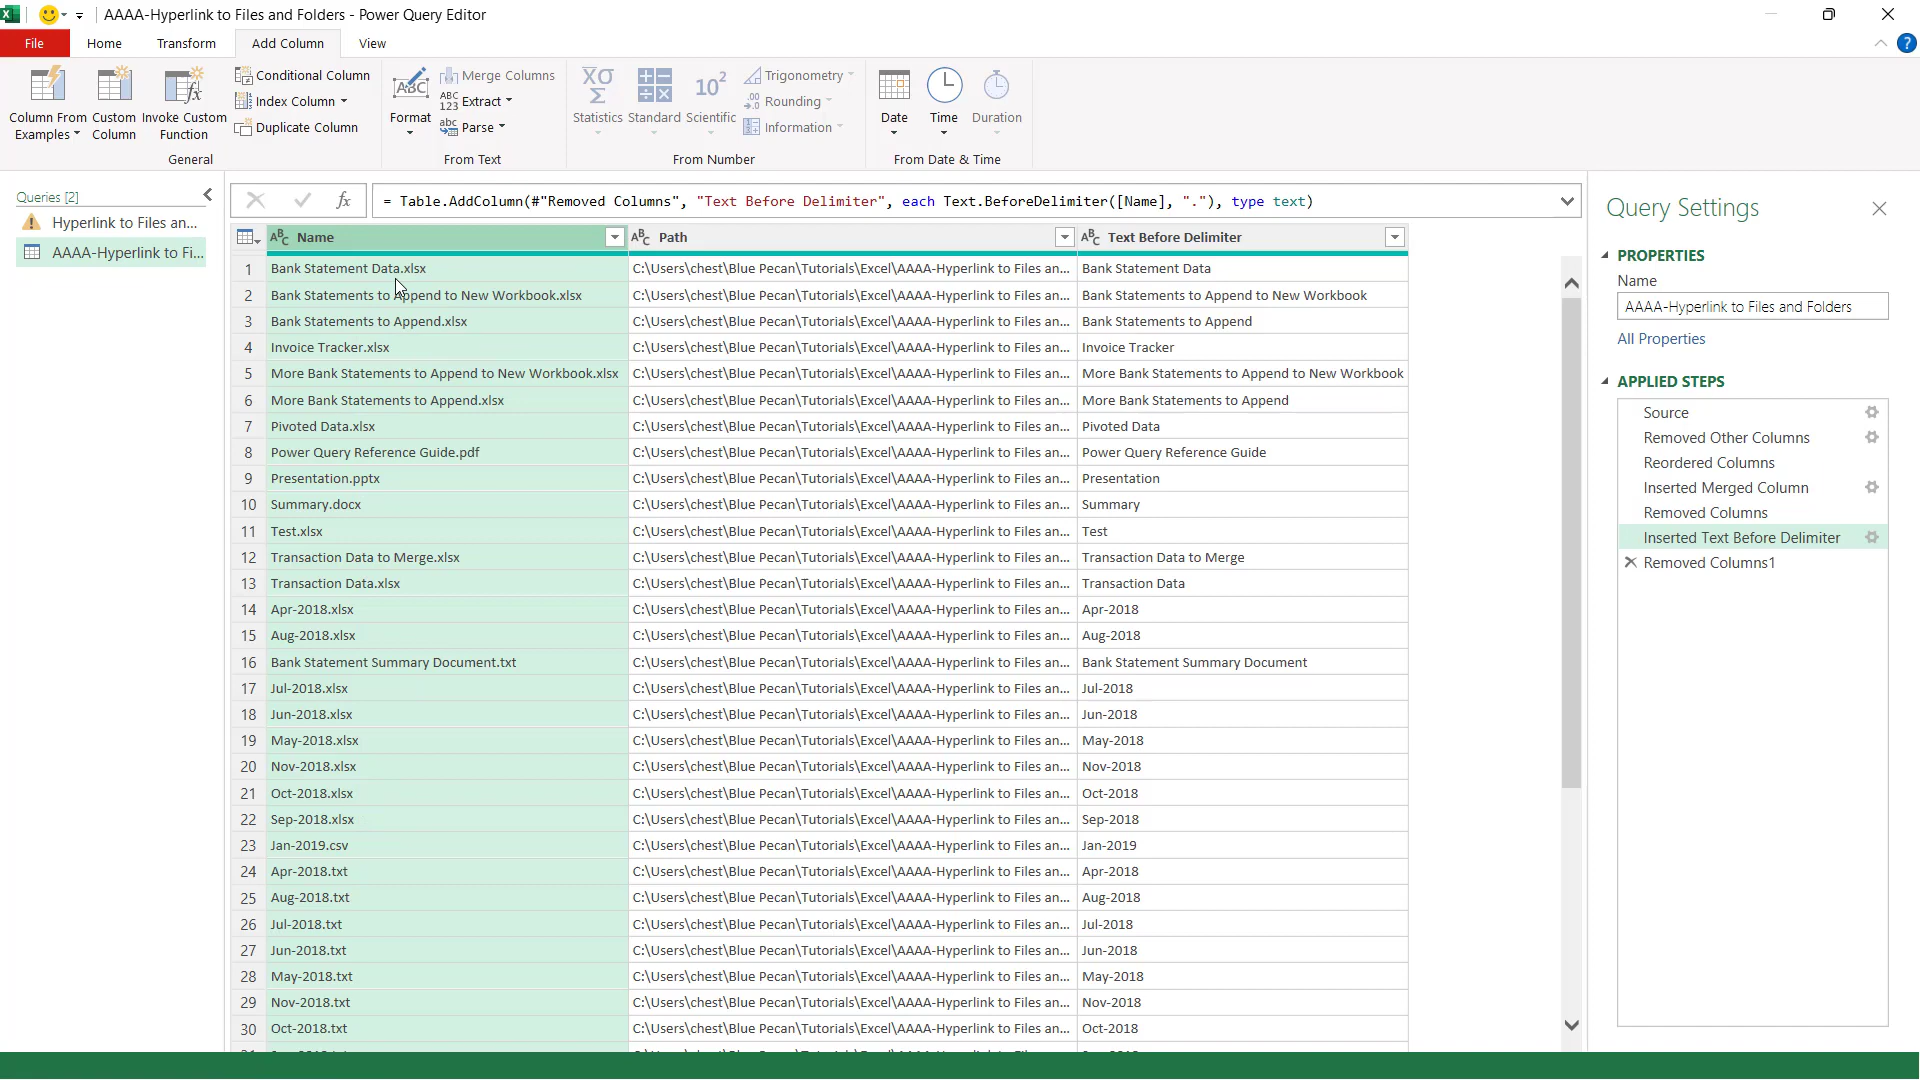 AAAA-Hyperlink to Files and Folders - Power Query Editor
File Home Transform Add Column View
Column From Examples
Custom Column
Invoke Custom Function
Conditional Column
Index Column
Duplicate Column
General
Format
Merge Columns
Extract
Parse
From Text
Statistics
Standard
Scientific
Trigonometry
Rounding
Information
From Number
Date
Time
Duration
From Date & Time
Queries [2]
Hyperlink to Files an...
AAAA-Hyperlink to Fi...
= Table.AddColumn(#"Removed Columns", "Text Before Delimiter", each Text.BeforeDelimiter([Name], "."), type text)
Name Path Text Before Delimiter
1 Bank Statement Data.xlsx C:\Users\chest\Blue Pecan\Tutorials\Excel\AAAA-Hyperlink to Files an... Bank Statement Data
2 Bank Statements to Append to New Workbook.xlsx C:\Users\chest\Blue Pecan\Tutorials\Excel\AAAA-Hyperlink to Files an... Bank Statements to Append to New Workbook
3 Bank Statements to Append.xlsx C:\Users\chest\Blue Pecan\Tutorials\Excel\AAAA-Hyperlink to Files an... Bank Statements to Append
4 Invoice Tracker.xlsx C:\Users\chest\Blue Pecan\Tutorials\Excel\AAAA-Hyperlink to Files an... Invoice Tracker
5 More Bank Statements to Append to New Workbook.xlsx C:\Users\chest\Blue Pecan\Tutorials\Excel\AAAA-Hyperlink to Files an... More Bank Statements to Append to New Workbook
6 More Bank Statements to Append.xlsx C:\Users\chest\Blue Pecan\Tutorials\Excel\AAAA-Hyperlink to Files an... More Bank Statements to Append
7 Pivoted Data.xlsx C:\Users\chest\Blue Pecan\Tutorials\Excel\AAAA-Hyperlink to Files an... Pivoted Data
8 Power Query Reference Guide.pdf C:\Users\chest\Blue Pecan\Tutorials\Excel\AAAA-Hyperlink to Files an... Power Query Reference Guide
9 Presentation.pptx C:\Users\chest\Blue Pecan\Tutorials\Excel\AAAA-Hyperlink to Files an... Presentation
10 Summary.docx C:\Users\chest\Blue Pecan\Tutorials\Excel\AAAA-Hyperlink to Files an... Summary
11 Test.xlsx C:\Users\chest\Blue Pecan\Tutorials\Excel\AAAA-Hyperlink to Files an... Test
12 Transaction Data to Merge.xlsx C:\Users\chest\Blue Pecan\Tutorials\Excel\AAAA-Hyperlink to Files an... Transaction Data to Merge
13 Transaction Data.xlsx C:\Users\chest\Blue Pecan\Tutorials\Excel\AAAA-Hyperlink to Files an... Transaction Data
14 Apr-2018.xlsx C:\Users\chest\Blue Pecan\Tutorials\Excel\AAAA-Hyperlink to Files an... Apr-2018
15 Aug-2018.xlsx C:\Users\chest\Blue Pecan\Tutorials\Excel\AAAA-Hyperlink to Files an... Aug-2018
16 Bank Statement Summary Document.txt C:\Users\chest\Blue Pecan\Tutorials\Excel\AAAA-Hyperlink to Files an... Bank Statement Summary Document
17 Jul-2018.xlsx C:\Users\chest\Blue Pecan\Tutorials\Excel\AAAA-Hyperlink to Files an... Jul-2018
18 Jun-2018.xlsx C:\Users\chest\Blue Pecan\Tutorials\Excel\AAAA-Hyperlink to Files an... Jun-2018
19 May-2018.xlsx C:\Users\chest\Blue Pecan\Tutorials\Excel\AAAA-Hyperlink to Files an... May-2018
20 Nov-2018.xlsx C:\Users\chest\Blue Pecan\Tutorials\Excel\AAAA-Hyperlink to Files an... Nov-2018
21 Oct-2018.xlsx C:\Users\chest\Blue Pecan\Tutorials\Excel\AAAA-Hyperlink to Files an... Oct-2018
22 Sep-2018.xlsx C:\Users\chest\Blue Pecan\Tutorials\Excel\AAAA-Hyperlink to Files an... Sep-2018
23 Jan-2019.csv C:\Users\chest\Blue Pecan\Tutorials\Excel\AAAA-Hyperlink to Files an... Jan-2019
24 Apr-2018.txt C:\Users\chest\Blue Pecan\Tutorials\Excel\AAAA-Hyperlink to Files an... Apr-2018
25 Aug-2018.txt C:\Users\chest\Blue Pecan\Tutorials\Excel\AAAA-Hyperlink to Files an... Aug-2018
26 Jul-2018.txt C:\Users\chest\Blue Pecan\Tutorials\Excel\AAAA-Hyperlink to Files an... Jul-2018
27 Jun-2018.txt C:\Users\chest\Blue Pecan\Tutorials\Excel\AAAA-Hyperlink to Files an... Jun-2018
28 May-2018.txt C:\Users\chest\Blue Pecan\Tutorials\Excel\AAAA-Hyperlink to Files an... May-2018
29 Nov-2018.txt C:\Users\chest\Blue Pecan\Tutorials\Excel\AAAA-Hyperlink to Files an... Nov-2018
30 Oct-2018.txt C:\Users\chest\Blue Pecan\Tutorials\Excel\AAAA-Hyperlink to Files an... Oct-2018
Query Settings
PROPERTIES
Name
AAAA-Hyperlink to Files and Folders
All Properties
APPLIED STEPS
Source
Removed Other Columns
Reordered Columns
Inserted Merged Column
Removed Columns
Inserted Text Before Delimiter
Removed Columns1